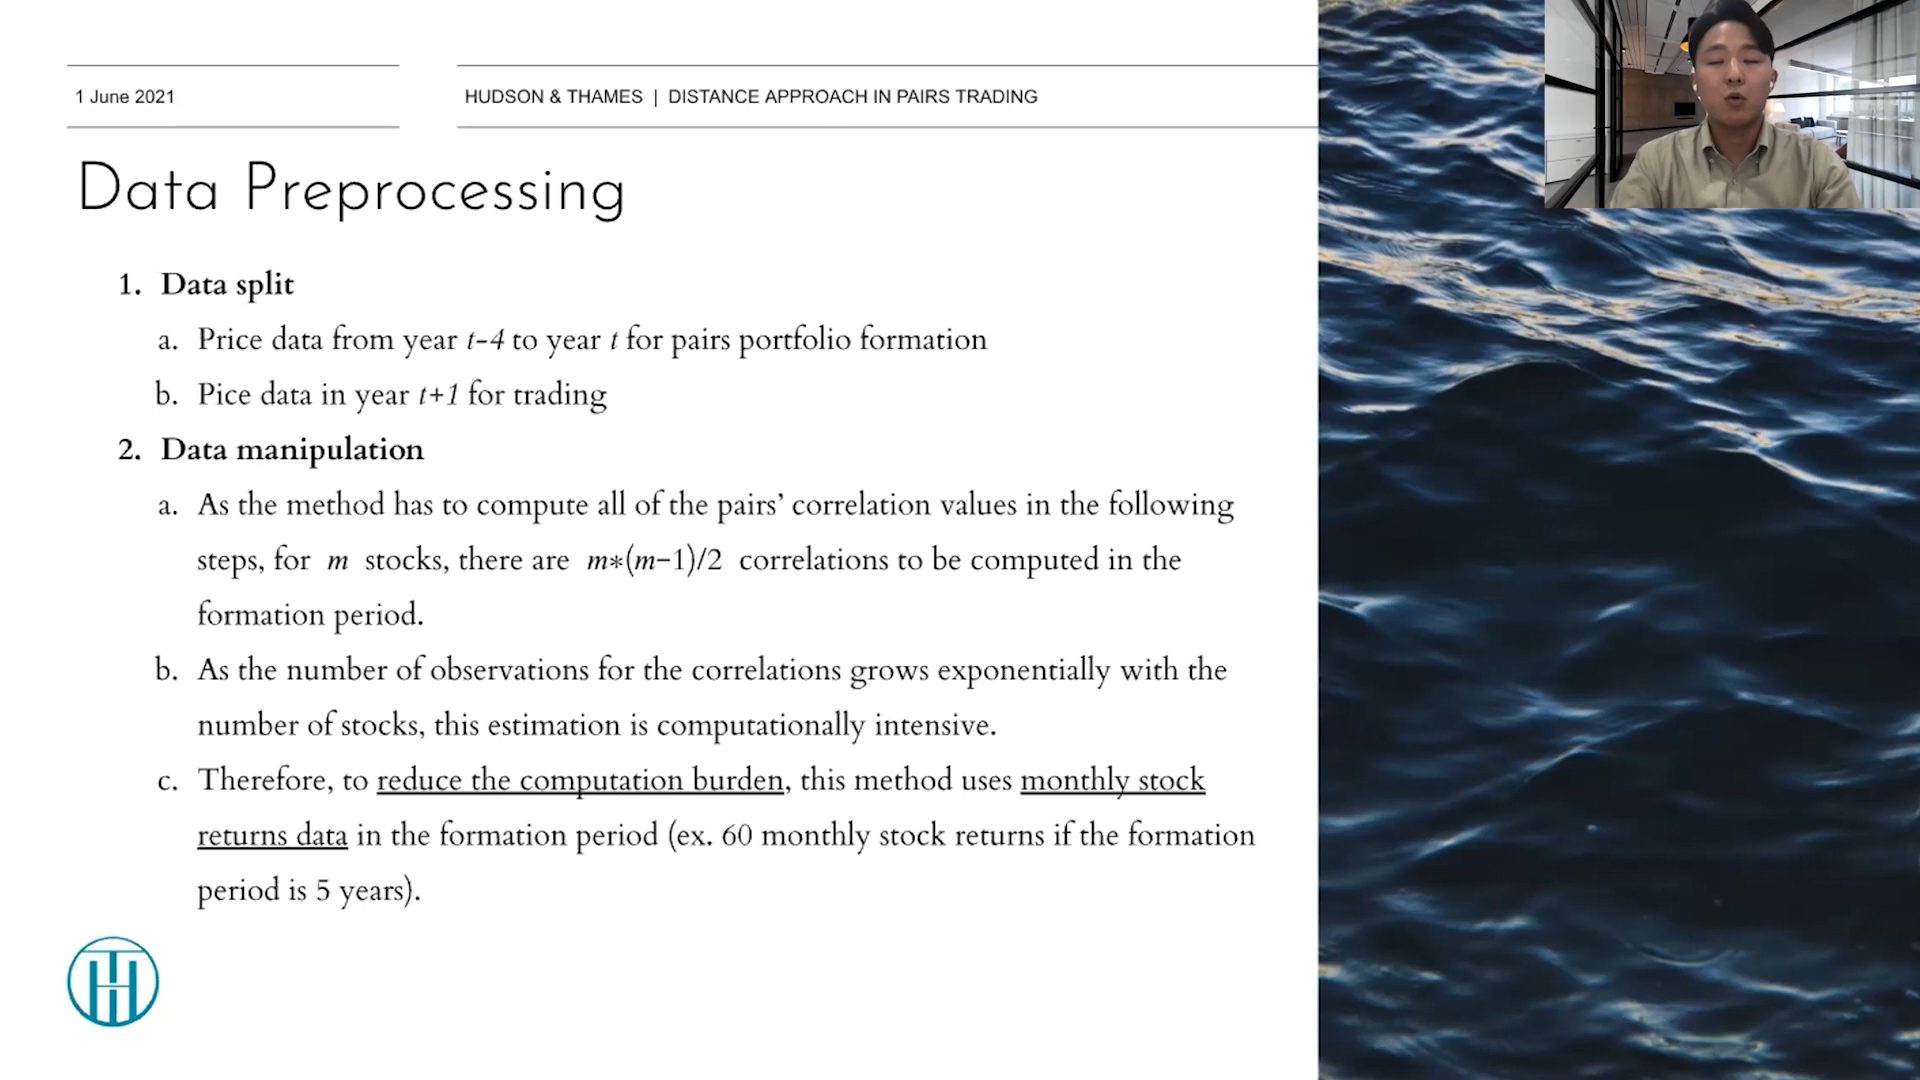 1 June 2021
HUDSON & THAMES | DISTANCE APPROACH IN PAIRS TRADING
Data Preprocessing
1. Data split
a. Price data from year t-4 to year t for pairs portfolio formation
b. Pice data in year t+1 for trading
2. Data manipulation
a. As the method has to compute all of the pairs’ correlation values in the following
steps, for m stocks, there are m*(m−1)/2 correlations to be computed in the
formation period.
b. As the number of observations for the correlations grows exponentially with the
number of stocks, this estimation is computationally intensive.
c. Therefore, to reduce the computation burden, this method uses monthly stock
returns data in the formation period (ex. 60 monthly stock returns if the formation
period is 5 years).